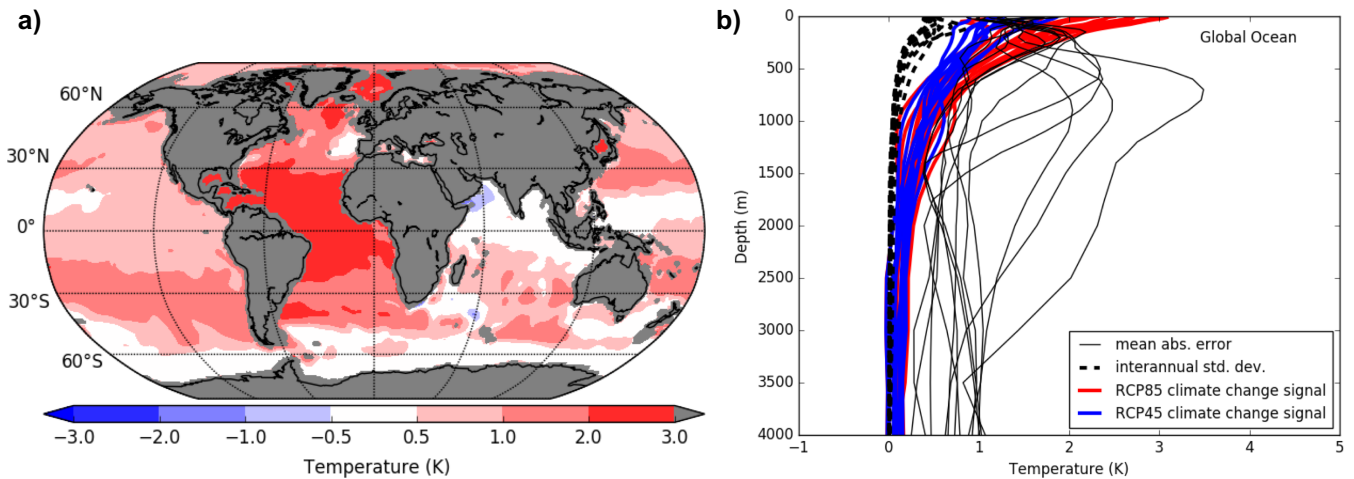 a)
60°N
30°N
0°
30°S
60°S
−3.0 −2.0 −1.0 −0.5 0.5 1.0 2.0 3.0
Temperature (K)
b)
Global Ocean
Depth (m)
0
500
1000
1500
2000
2500
3000
3500
4000
mean abs. error
interannual std. dev.
RCP85 climate change signal
RCP45 climate change signal
−1 0 1 2 3 4 5
Temperature (K)